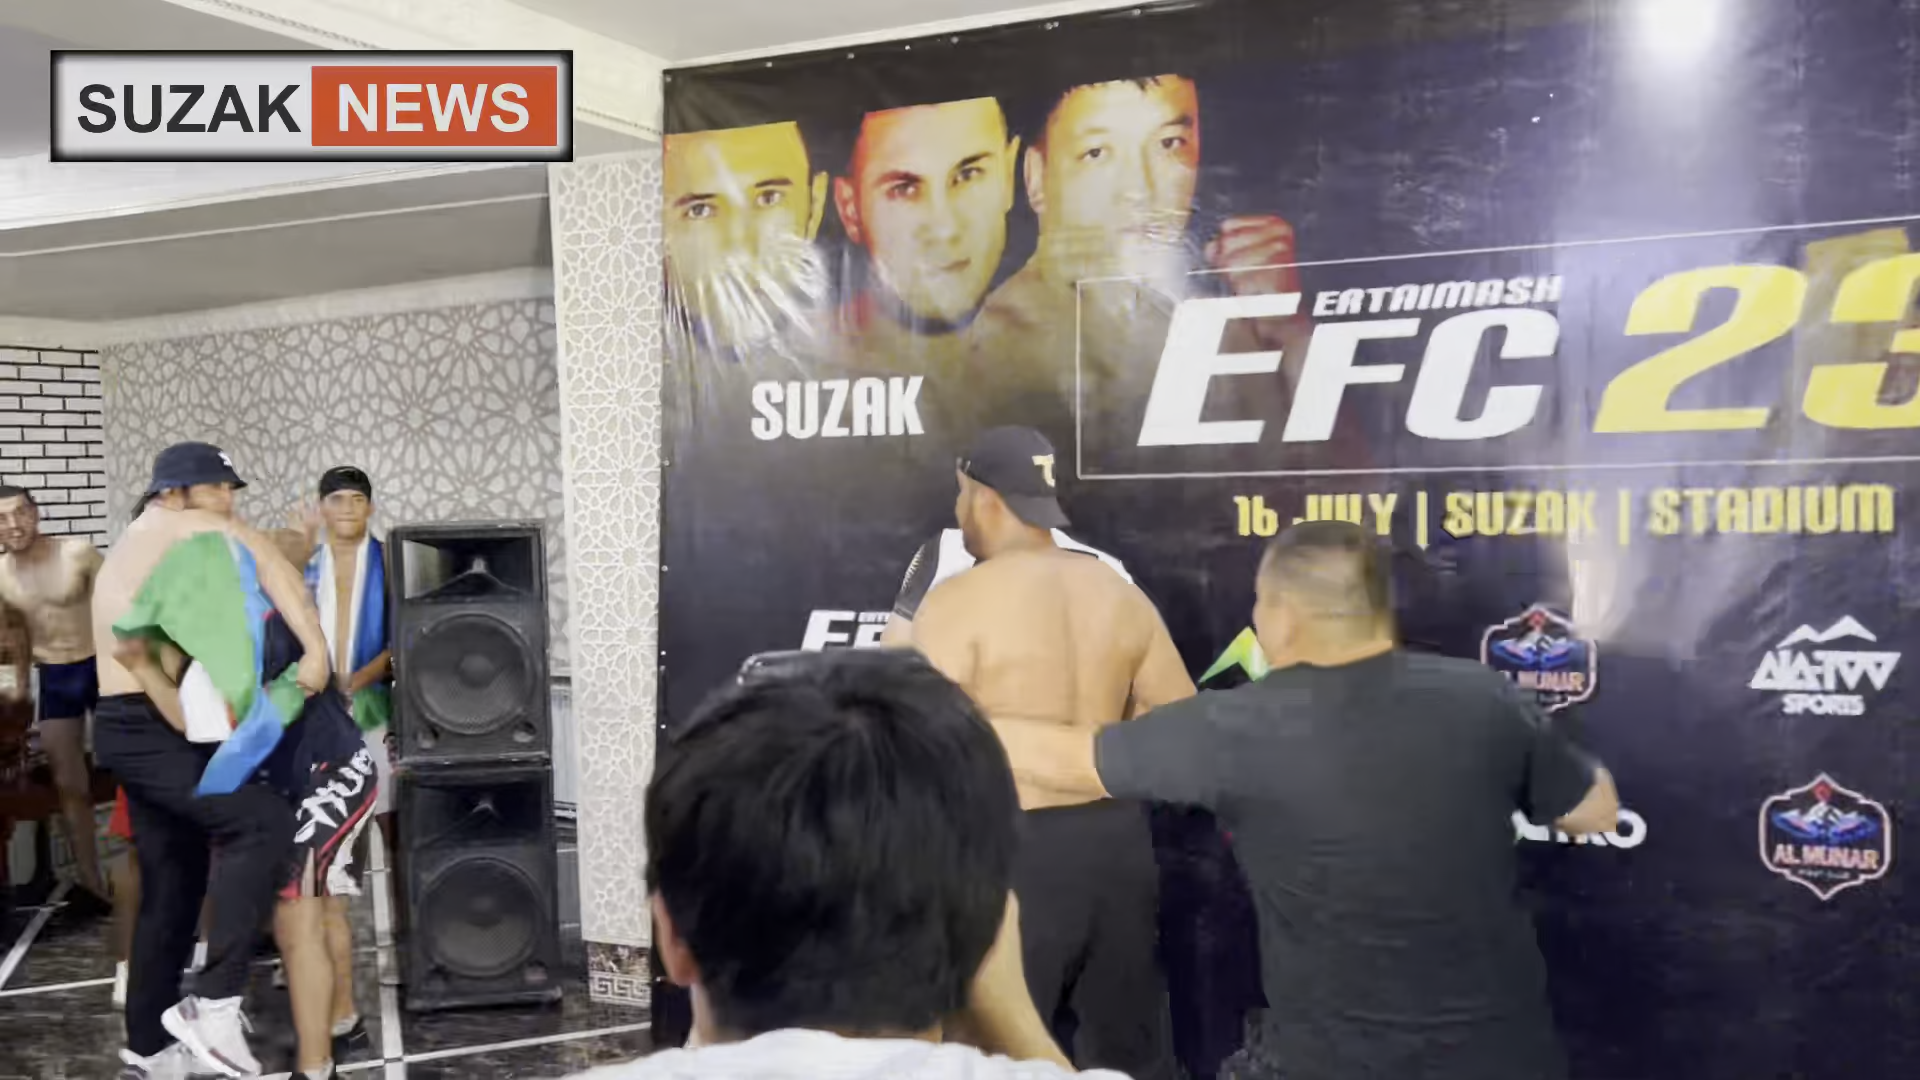 SUZAK NEWS
ERTAIMASH
EFC 23
SUZAK
16 JULY | SUZAK | STADIUM
AL MUNAR
ALA-TOO
SPORTS
AL MUNAR